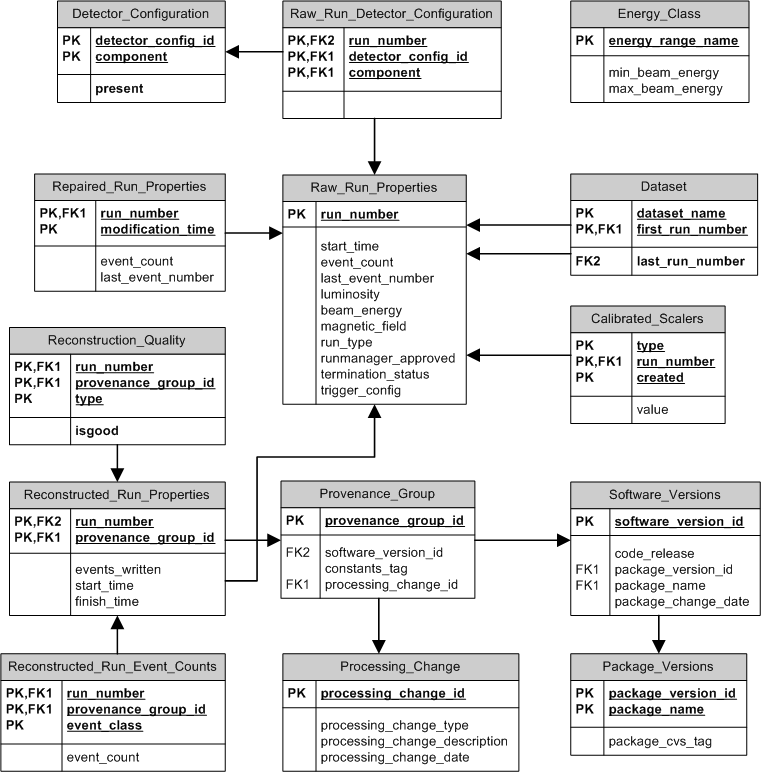 Detector_Configuration
PK detector_config_id
PK component
present
Raw_Run_Detector_Configuration
PK,FK2 run_number
PK,FK1 detector_config_id
PK,FK1 component
Energy_Class
PK energy_range_name
min_beam_energy
max_beam_energy
Repaired_Run_Properties
PK,FK1 run_number
PK modification_time
event_count
last_event_number
Raw_Run_Properties
PK run_number
start_time
event_count
last_event_number
luminosity
beam_energy
magnetic_field
run_type
runmanager_approved
termination_status
trigger_config
Dataset
PK dataset_name
PK,FK1 first_run_number
FK2 last_run_number
Calibrated_Scalers
PK type
PK,FK1 run_number
PK created
value
Reconstruction_Quality
PK,FK1 run_number
PK,FK1 provenance_group_id
PK type
isgood
Reconstructed_Run_Properties
PK,FK2 run_number
PK,FK1 provenance_group_id
events_written
start_time
finish_time
Provenance_Group
PK provenance_group_id
FK2 software_version_id
constants_tag
FK1 processing_change_id
Software_Versions
PK software_version_id
code_release
FK1 package_version_id
FK1 package_name
package_change_date
Reconstructed_Run_Event_Counts
PK,FK1 run_number
PK,FK1 provenance_group_id
PK event_class
event_count
Processing_Change
PK processing_change_id
processing_change_type
processing_change_description
processing_change_date
Package_Versions
PK package_version_id
PK package_name
package_cvs_tag